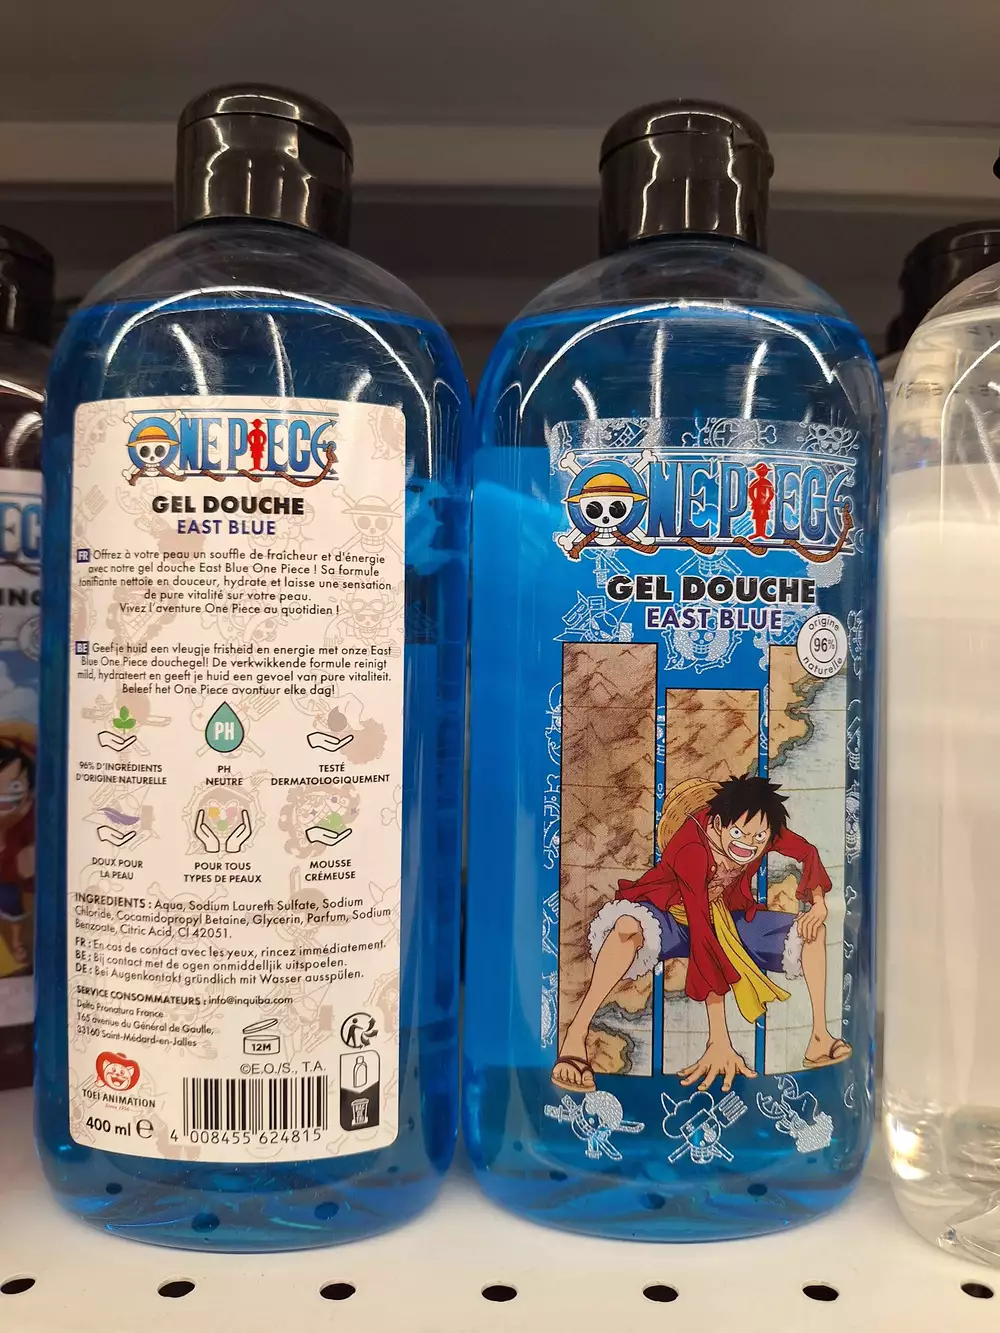 ONE PIECE
GEL DOUCHE
EAST BLUE
FR Offrez à votre peau un souffle de fraîcheur et d'énergie
avec notre gel douche East Blue One Piece ! Sa formule
tonifiante nettoie en douceur, hydrate et laisse une sensation
de pure vitalité sur votre peau.
Vivez l'aventure One Piece au quotidien !
BE Geef je huid een vleugje frisheid en energie met onze East
Blue One Piece douchegel! De verkwikkende formule reinigt
mild, hydrateert en geeft je huid een gevoel van pure vitaliteit.
Beleef het One Piece avontuur elke dag!
96% D'INGRÉDIENTS
D'ORIGINE NATURELLE
PH
PH
NEUTRE
TESTÉ
DERMATOLOGIQUEMENT
DOUX POUR
LA PEAU
POUR TOUS
TYPES DE PEAUX
MOUSSE
CRÉMEUSE
INGREDIENTS : Aqua, Sodium Laureth Sulfate, Sodium
Chloride, Cocamidopropyl Betaine, Glycerin, Parfum, Sodium
Benzoate, Citric Acid, CI 42051.
FR : En cas de contact avec les yeux, rincez immédiatement.
BE : Bij contact met de ogen onmiddellijk uitspoelen.
DE : Bei Augenkontakt gründlich mit Wasser ausspülen.
SERVICE CONSOMMATEURS : info@inquiba.com
Delta Pronatura France
165 avenue du Général de Gaulle,
33160 Saint-Médard-en-Jalles
12M
©E.O./S., T.A.
TOEI ANIMATION
Since 1956
400 ml e
4 008455 624815
ONE PIECE
GEL DOUCHE
EAST BLUE
origine
96%
naturelle